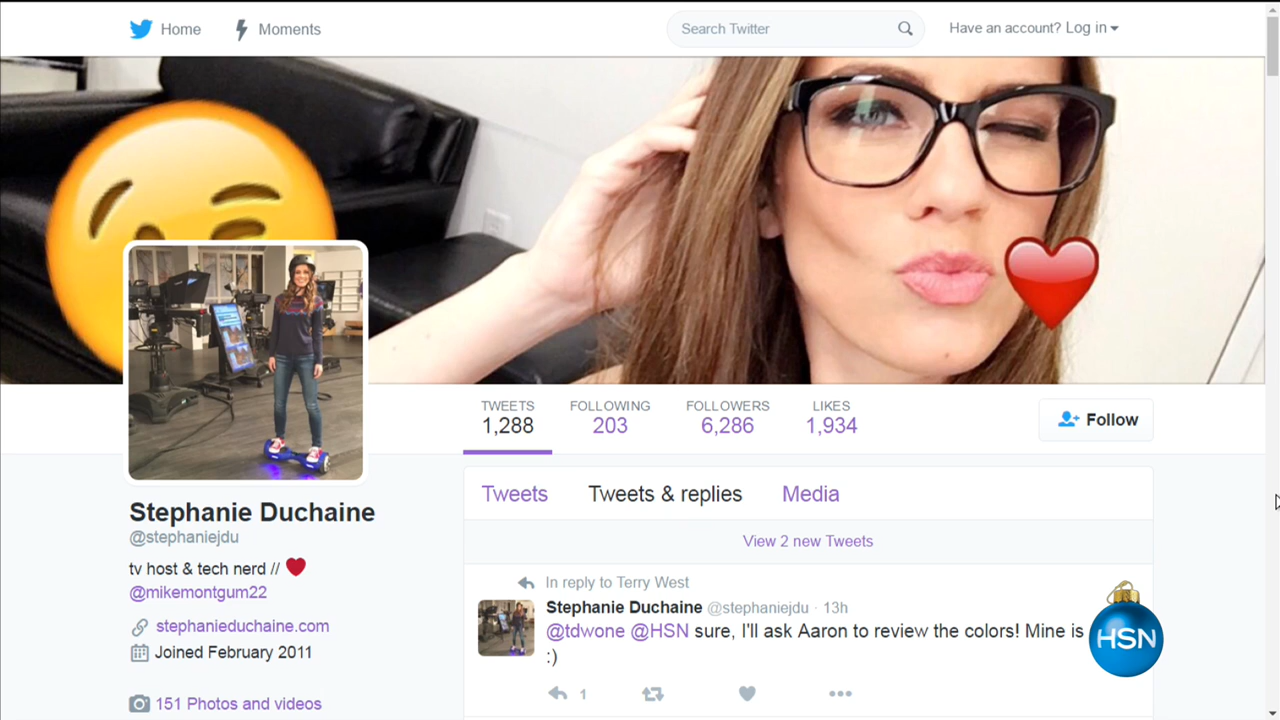 Home
Moments
Search Twitter
Have an account? Log in
TWEETS
1,288
FOLLOWING
203
FOLLOWERS
6,286
LIKES
1,934
Follow
Stephanie Duchaine
@stephaniejdu
tv host & tech nerd //
@mikemontgum22
stephanieduchaine.com
Joined February 2011
151 Photos and videos
Tweets
Tweets & replies
Media
View 2 new Tweets
In reply to Terry West
Stephanie Duchaine @stephaniejdu · 13h
@tdwone @HSN sure, I'll ask Aaron to review the colors! Mine is
:)
1
HSN